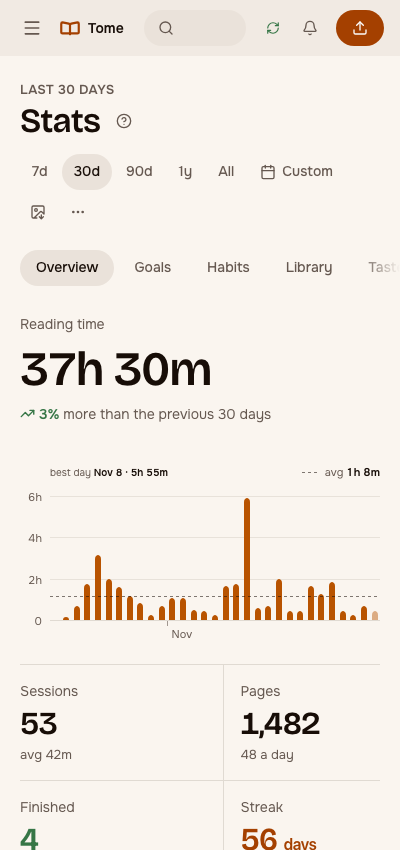 Tome
LAST 30 DAYS
Stats
7d 30d 90d 1y All Custom
Overview Goals Habits Library
Reading time
37h 30m
3% more than the previous 30 days
best day Nov 8 · 5h 55m avg 1h 8m
6h
4h
2h
0
Nov
Sessions Pages
53 1,482
avg 42m 48 a day
Finished Streak
4 56 days